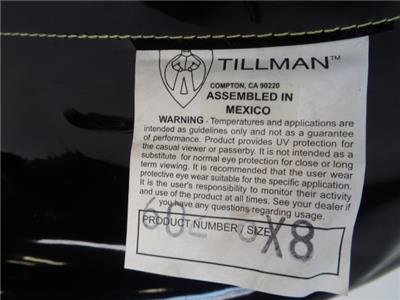 TILLMAN™
COMPTON, CA 90220
ASSEMBLED IN
MEXICO
WARNING - Temperatures and applications are
intended as guidelines only and not as a guarantee
of performance. Product provides UV protection for
the casual viewer or passerby. It is not intended as a
substitute for normal eye protection for close or long
term viewing. It is recommended that the user wear
protective eye wear suitable for the specific application.
It is the user's responsibility to monitor their activity
and use of the product at all times. See your dealer if
you have any questions regarding usage.
PRODUCT NUMBER / SIZE
X8